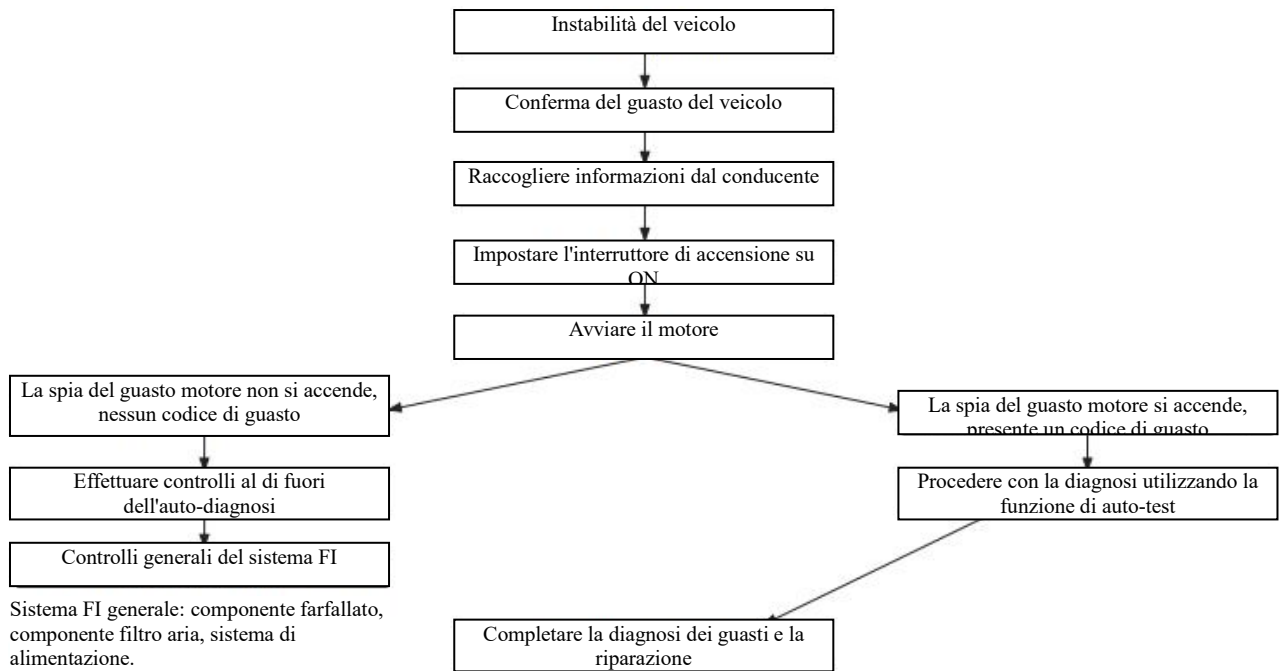 Instabilità del veicolo
Conferma del guasto del veicolo
Raccogliere informazioni dal conducente
Impostare l'interruttore di accensione su
ON
Avviare il motore
La spia del guasto motore non si accende,
nessun codice di guasto
La spia del guasto motore si accende,
presente un codice di guasto
Effettuare controlli al di fuori
dell'auto-diagnosi
Procedere con la diagnosi utilizzando la
funzione di auto-test
Controlli generali del sistema FI
Sistema FI generale: componente farfallato,
componente filtro aria, sistema di
alimentazione.
Completare la diagnosi dei guasti e la
riparazione